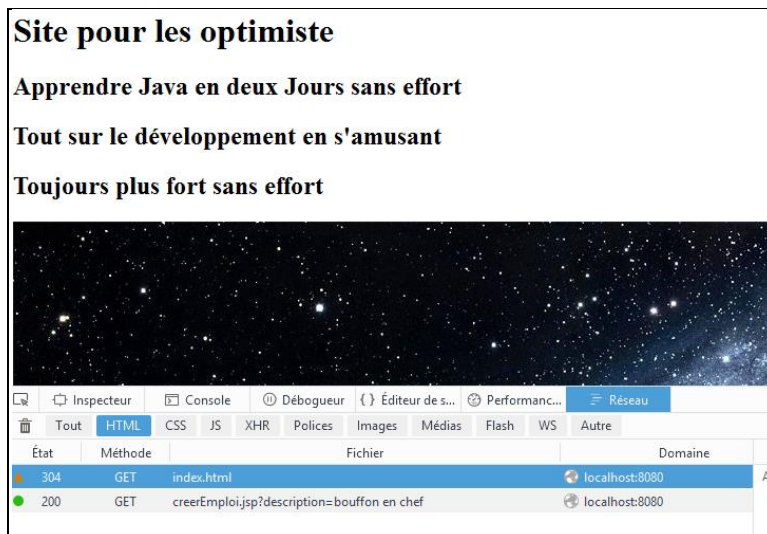 Site pour les optimiste
Apprendre Java en deux Jours sans effort
Tout sur le développement en s'amusant
Toujours plus fort sans effort
Inspecteur Console Débogueur { } Éditeur de s... Performanc... Réseau
Tout HTML CSS JS XHR Polices Images Médias Flash WS Autre
État Méthode Fichier Domaine
304 GET index.html localhost:8080
200 GET creerEmploi.jsp?description=bouffon en chef localhost:8080